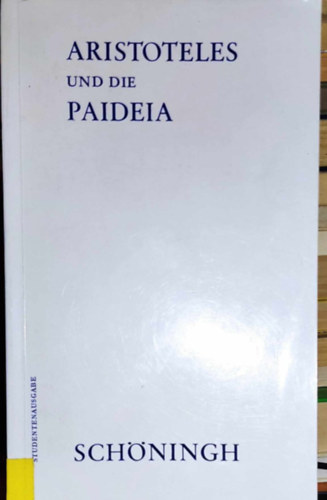 ARISTOTELES
UND DIE
PAIDEIA
STUDENTENAUSGABE
SCHÖNINGH